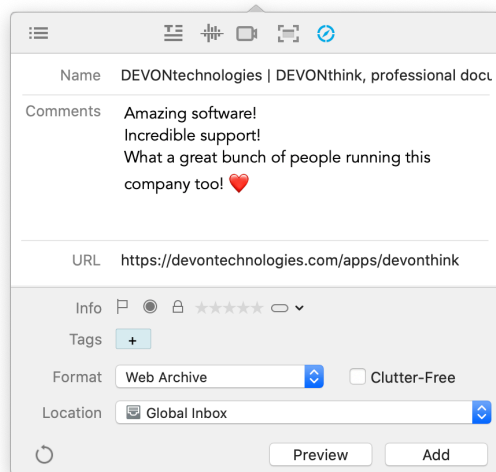 Name DEVONtechnologies | DEVONthink, professional docu
Comments Amazing software!
Incredible support!
What a great bunch of people running this
company too! ❤️
URL https://devontechnologies.com/apps/devonthink
Info
Tags +
Format Web Archive Clutter-Free
Location Global Inbox
Preview Add